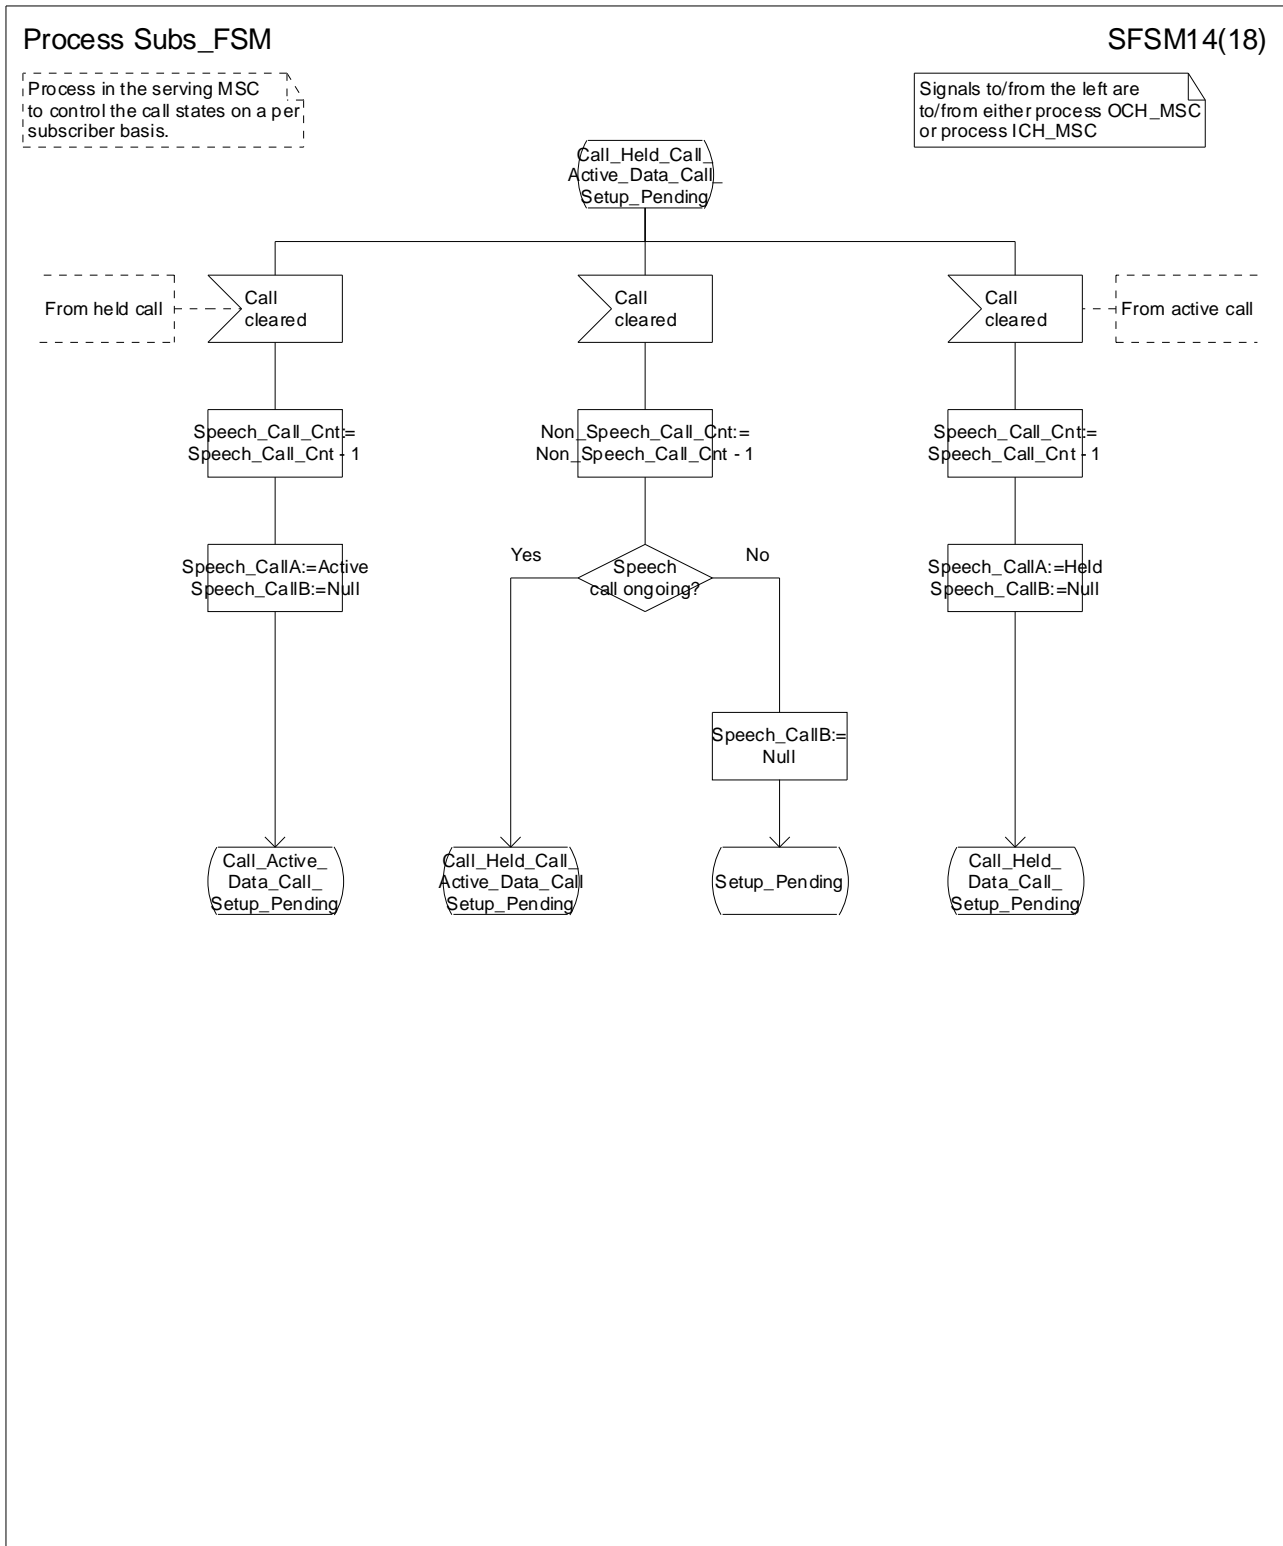 Process Subs_FSM
SFSM14(18)
Process in the serving MSC
to control the call states on a per
subscriber basis.
Signals to/from the left are
to/from either process OCH_MSC
or process ICH_MSC
Call_Held_Call_
Active_Data_Call_
Setup_Pending
From held call
Call
cleared
Call
cleared
Call
cleared
From active call
Speech_Call_Cnt:=
Speech_Call_Cnt - 1
Non_Speech_Call_Cnt:=
Non_Speech_Call_Cnt - 1
Speech_Call_Cnt:=
Speech_Call_Cnt - 1
Speech_CallA:=Active
Speech_CallB:=Null
Yes
Speech
call ongoing?
No
Speech_CallA:=Held
Speech_CallB:=Null
Speech_CallB:=
Null
Call_Active_
Data_Call_
Setup_Pending
Call_Held_Call_
Active_Data_Call
Setup_Pending
Setup_Pending
Call_Held_
Data_Call_
Setup_Pending